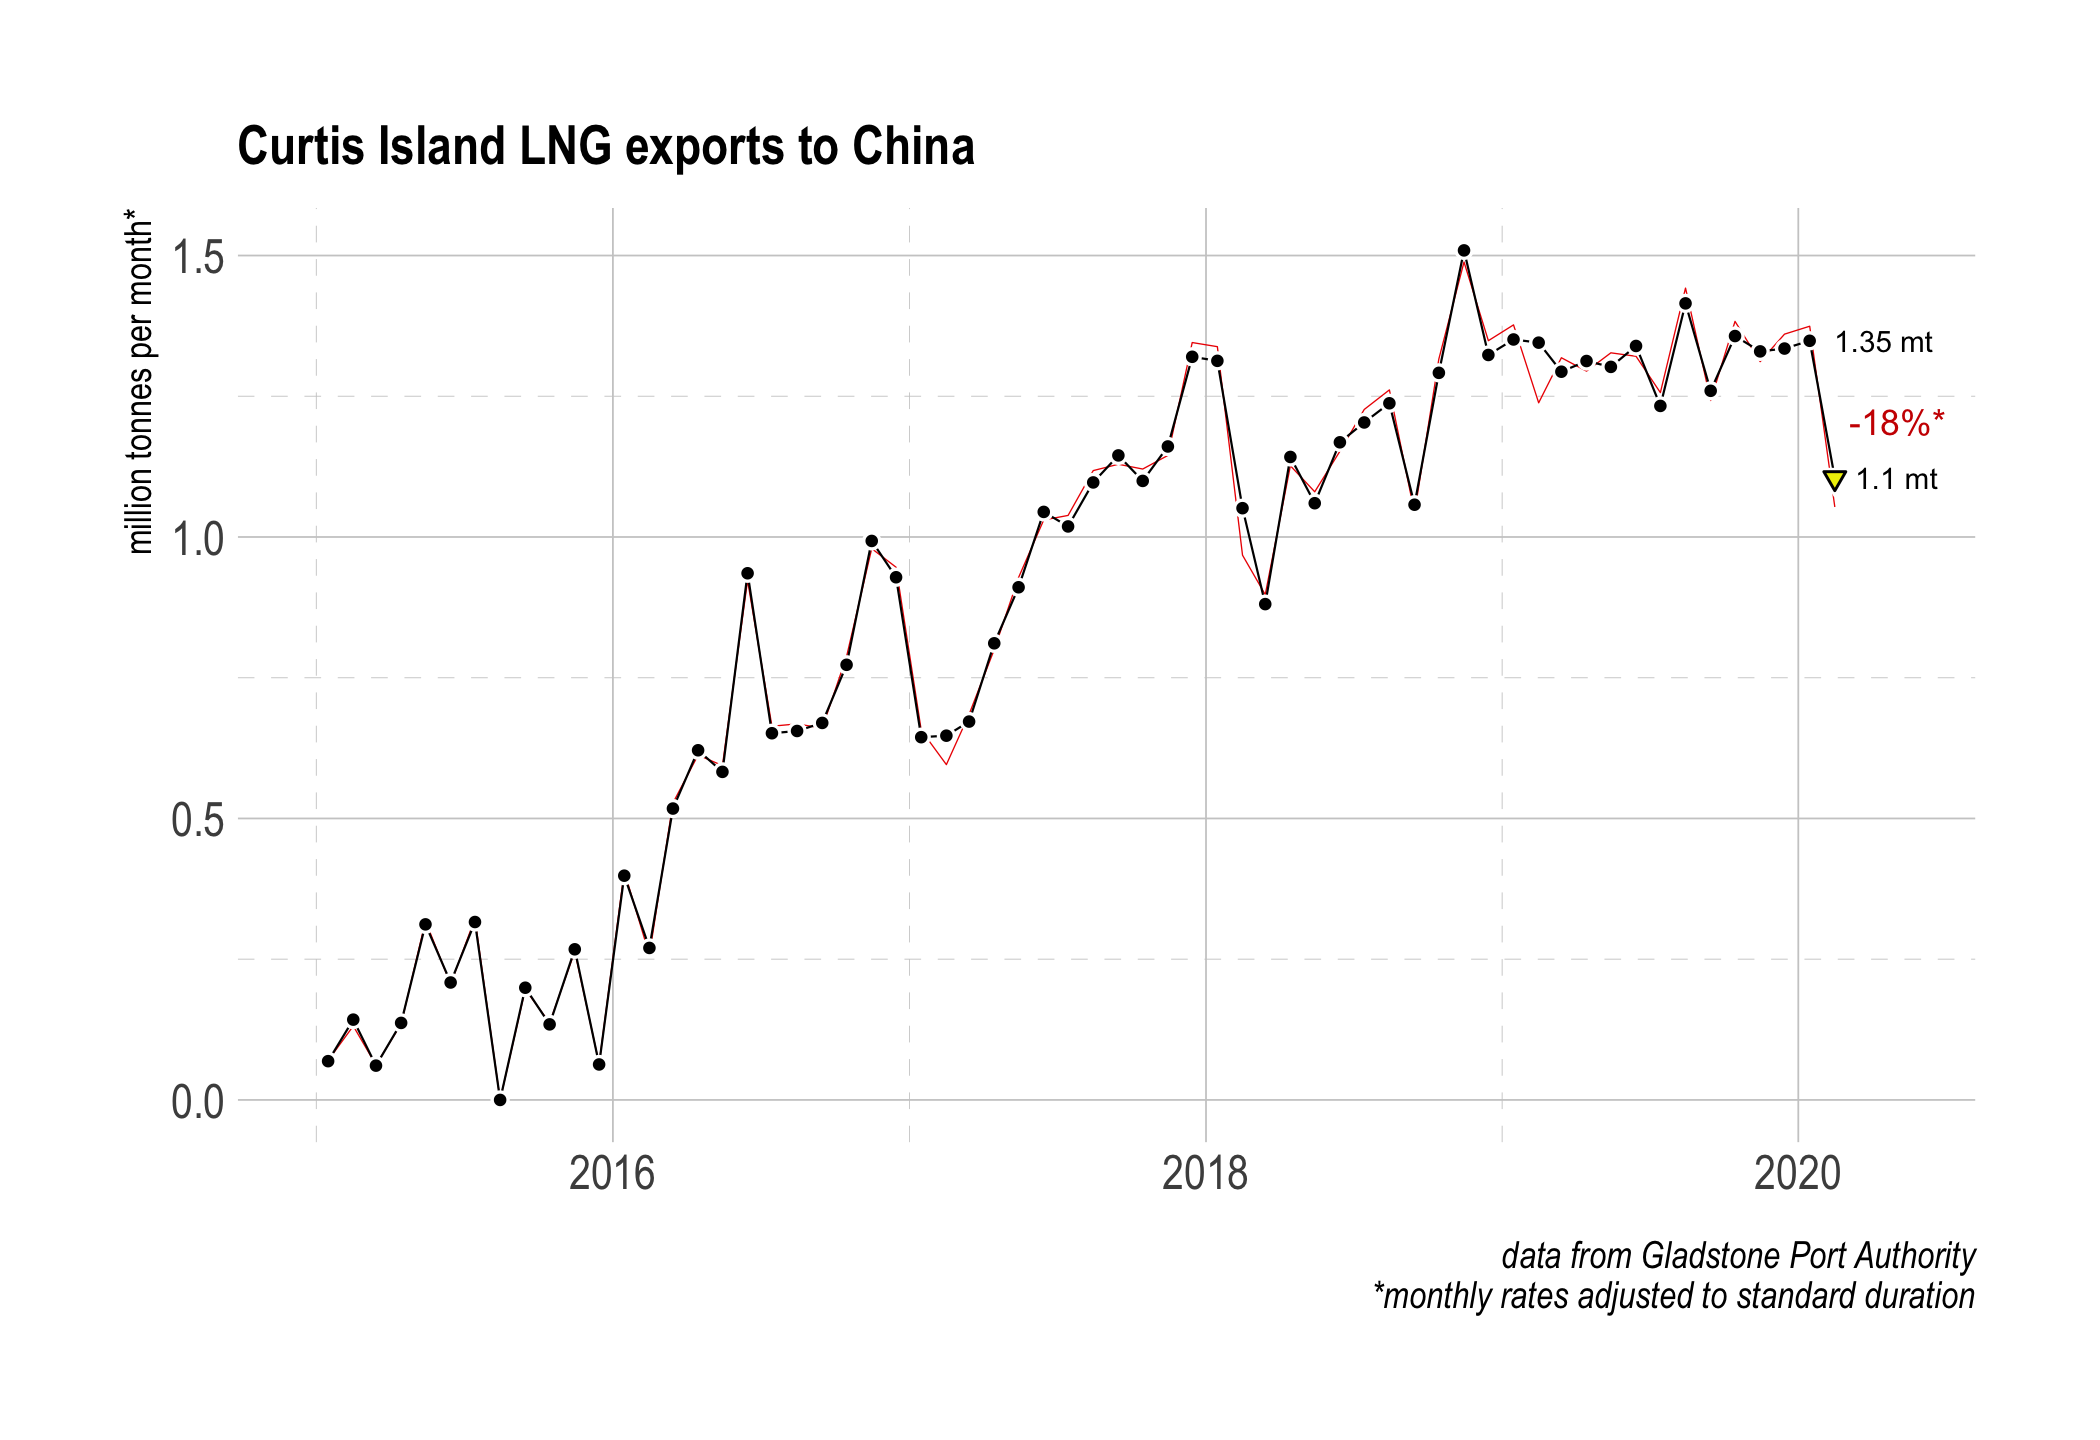 Curtis Island LNG exports to China
million tonnes per month*
1.5
1.0
0.5
0.0
1.35 mt
-18%*
1.1 mt
2016
2018
2020
data from Gladstone Port Authority
*monthly rates adjusted to standard duration